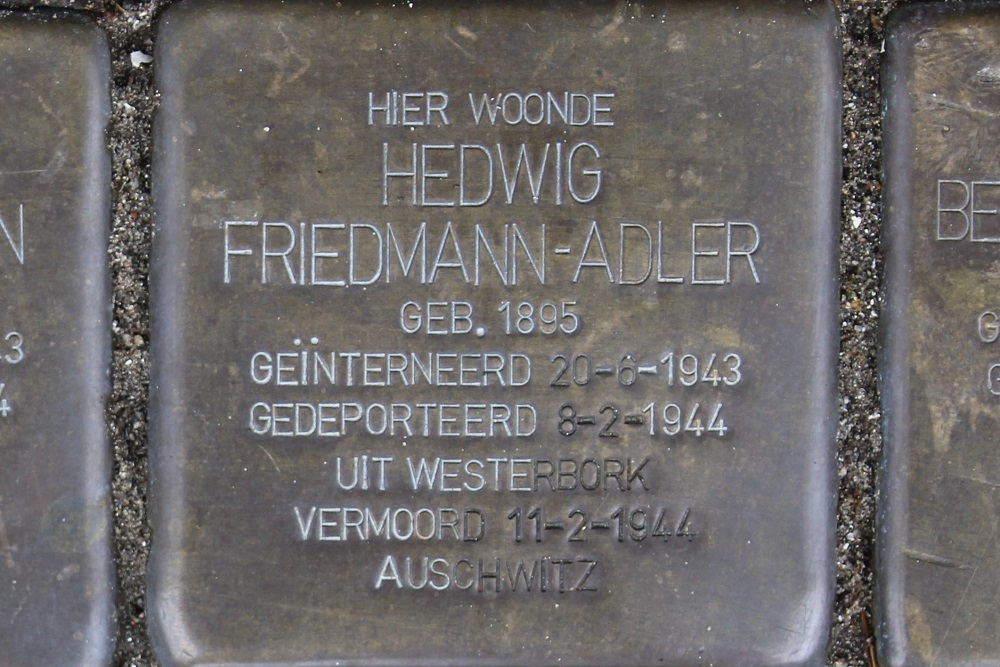 HIER WOONDE
HEDWIG
FRIEDMANN-ADLER
GEB. 1895
GEÏNTERNEERD 20-6-1943
GEDEPORTEERD 8-2-1944
UIT WESTERBORK
VERMOORD 11-2-1944
AUSCHWITZ